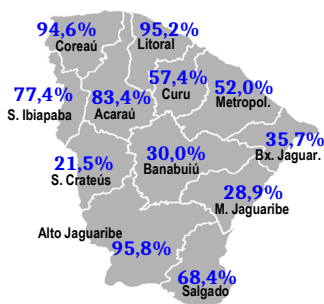 94,6%
Coreaú
95,2%
Litoral
57,4%
Curu
52,0%
Metropol.
77,4%
S. Ibiapaba
83,4%
Acaraú
35,7%
Bx. Jaguar.
21,5%
S. Crateús
30,0%
Banabuiú
28,9%
M. Jaguaribe
Alto Jaguaribe
95,8%
68,4%
Salgado